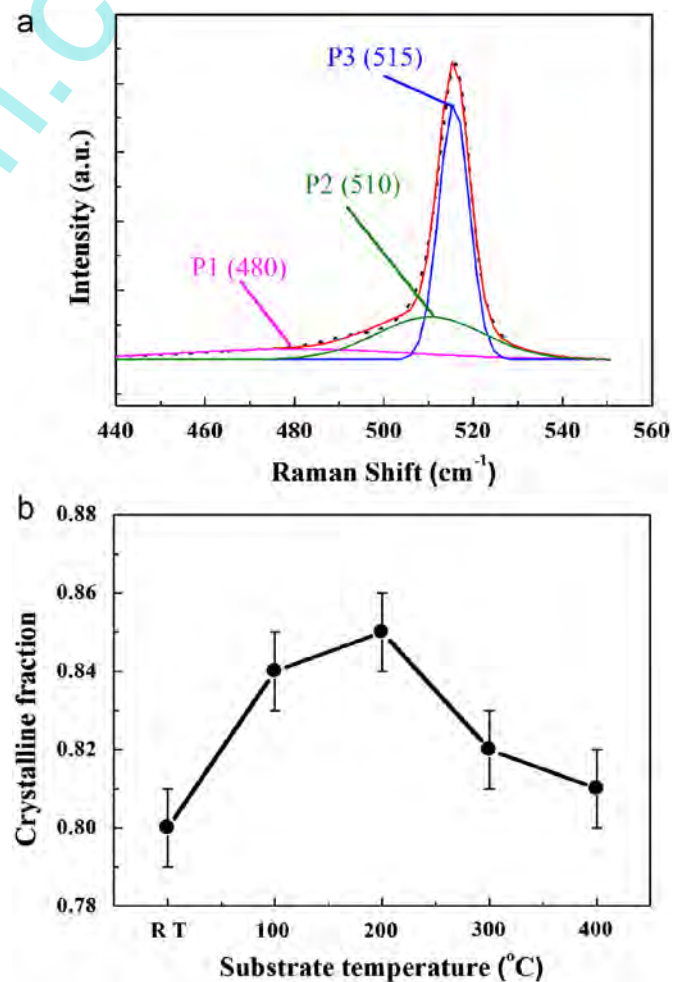 a
P3 (515)
P2 (510)
P1 (480)
Intensity (a.u.)
440 460 480 500 520 540 560
Raman Shift (cm⁻¹)
b
0.88
0.86
0.84
0.82
0.80
0.78
Crystalline fraction
R T 100 200 300 400
Substrate temperature (°C)